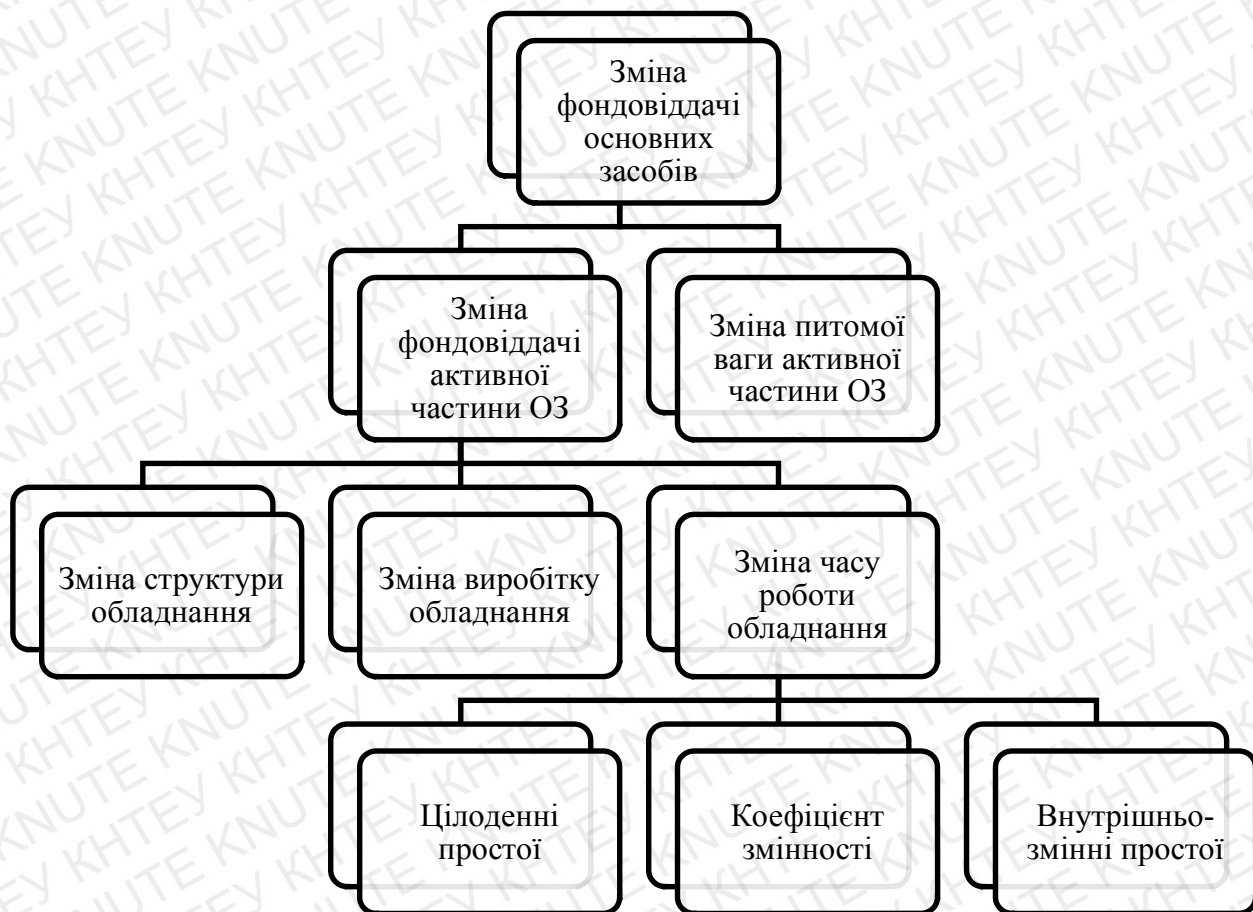 Зміна
фондовіддачі
основних
засобів
Зміна
фондовіддачі
активної
частини ОЗ
Зміна питомої
ваги активної
частини ОЗ
Зміна структури
обладнання
Зміна виробітку
обладнання
Зміна часу
роботи
обладнання
Цілоденні
простої
Коефіцієнт
змінності
Внутрішньо-
змінні простої